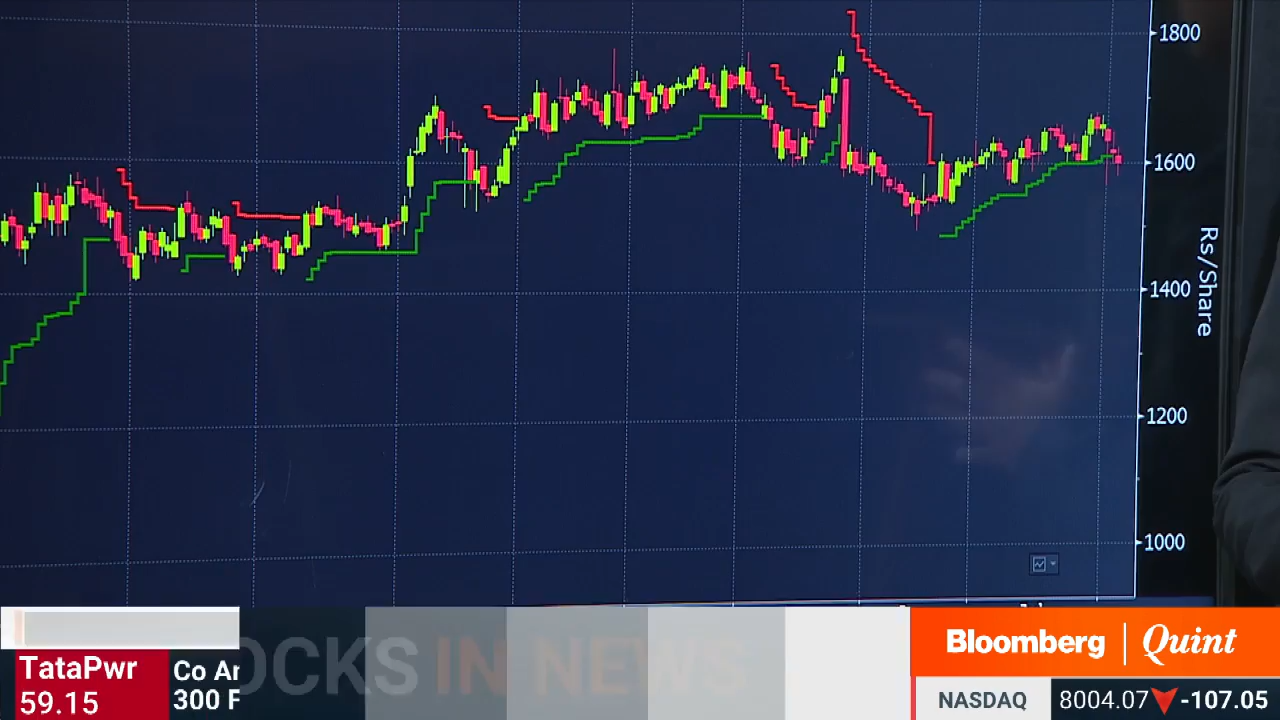 1800
1600
Rs/Share
1400
1200
1000
OCKS IN NEWS
TataPwr
59.15
Co Ar
300 F
Bloomberg | Quint
NASDAQ 8004.07 -107.05